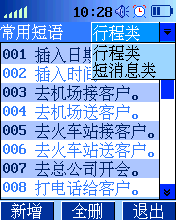 10:28
常用短语 行程类
行程类
短消息类
001 插入日期
002 插入时间
003 去机场接客户。
004 去机场送客户。
005 去火车站接客户。
006 去火车站送客户。
007 去总公司开会。
008 打电话给客户。
新增 全删 退出